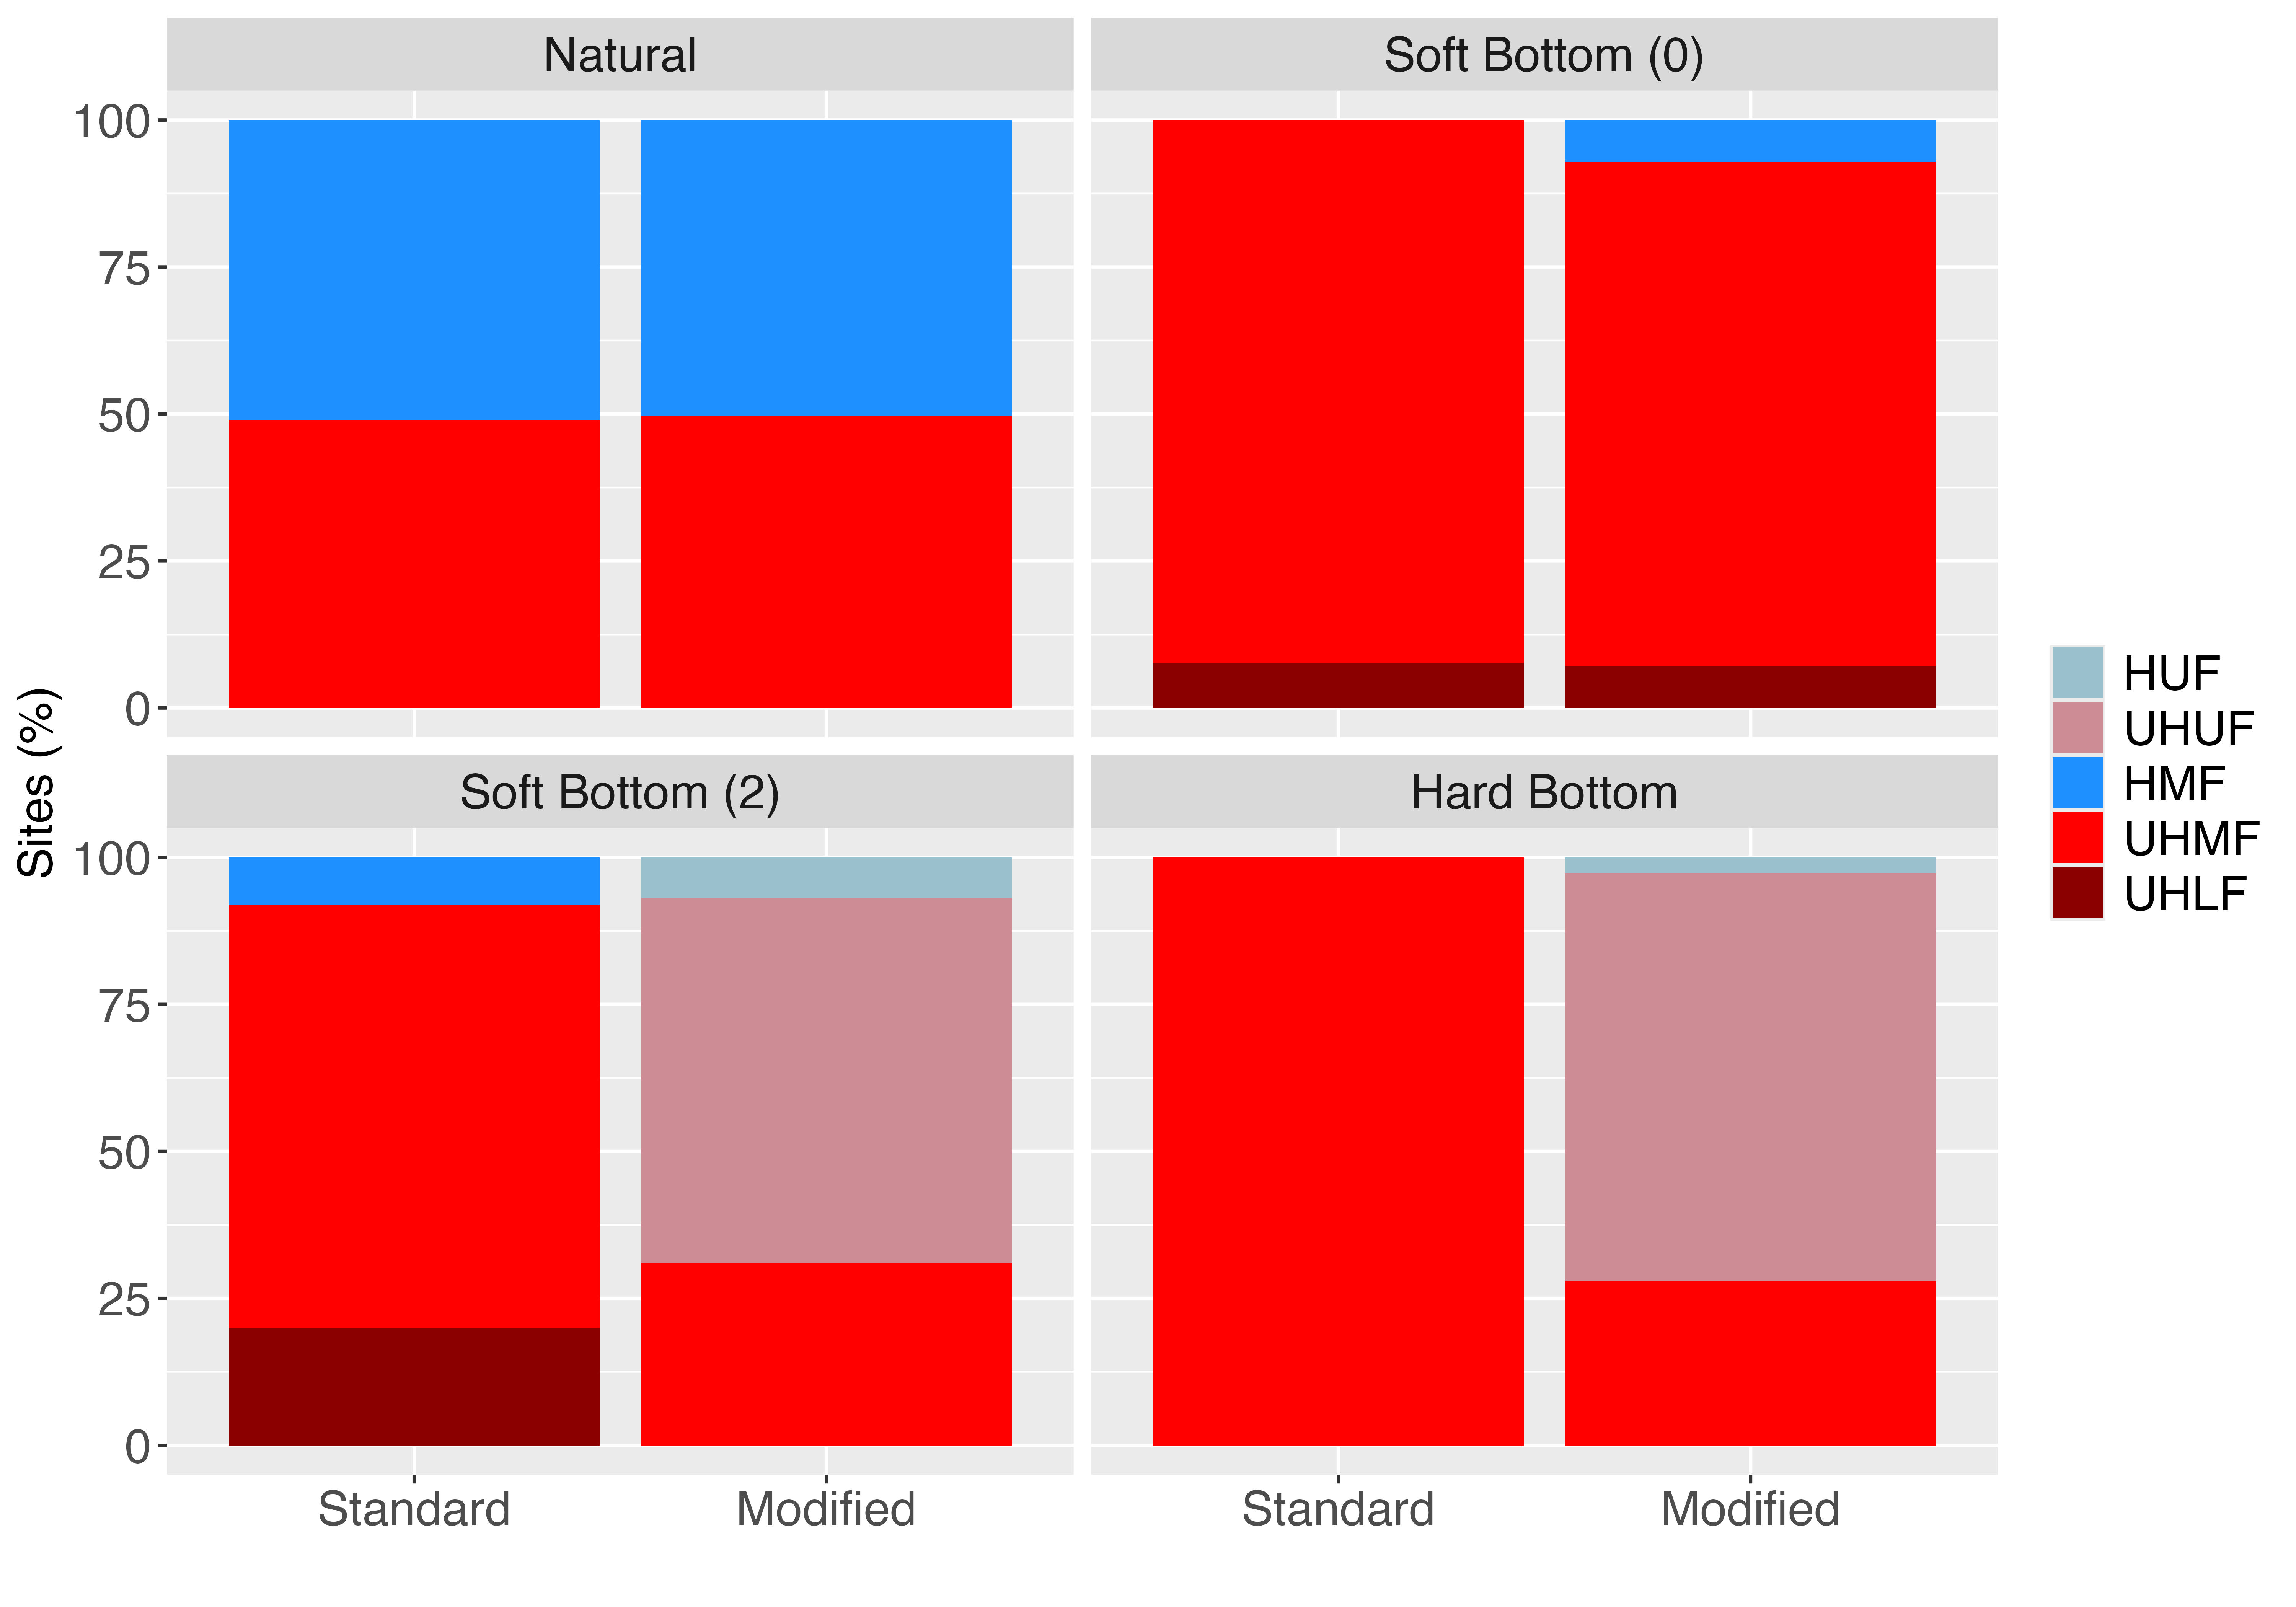 Natural
Soft Bottom (0)
100
75
50
25
0
Sites (%)
Soft Bottom (2)
Hard Bottom
100
75
50
25
0
Standard
Modified
Standard
Modified
HUF
UHUF
HMF
UHMF
UHLF